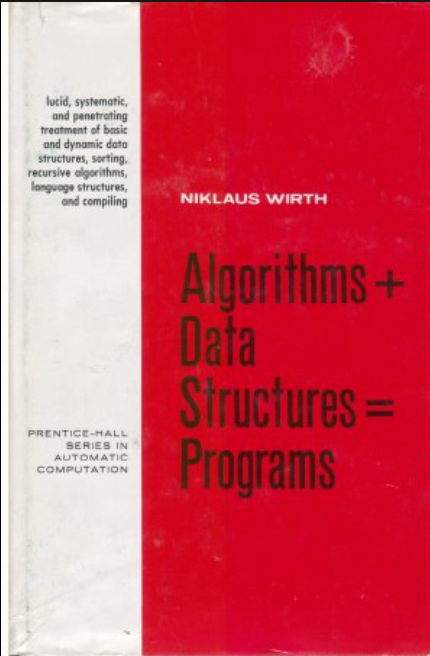 lucid, systematic,
and penetrating
treatment of basic
and dynamic data
structures, sorting,
recursive algorithms,
language structures,
and compiling
NIKLAUS WIRTH
Algorithms +
Data
Structures =
Programs
PRENTICE-HALL
SERIES IN
AUTOMATIC
COMPUTATION